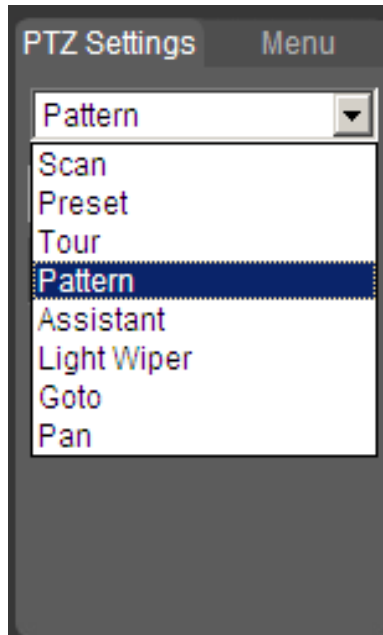 PTZ Settings Menu
Pattern
Scan
Preset
Tour
Pattern
Assistant
Light Wiper
Goto
Pan